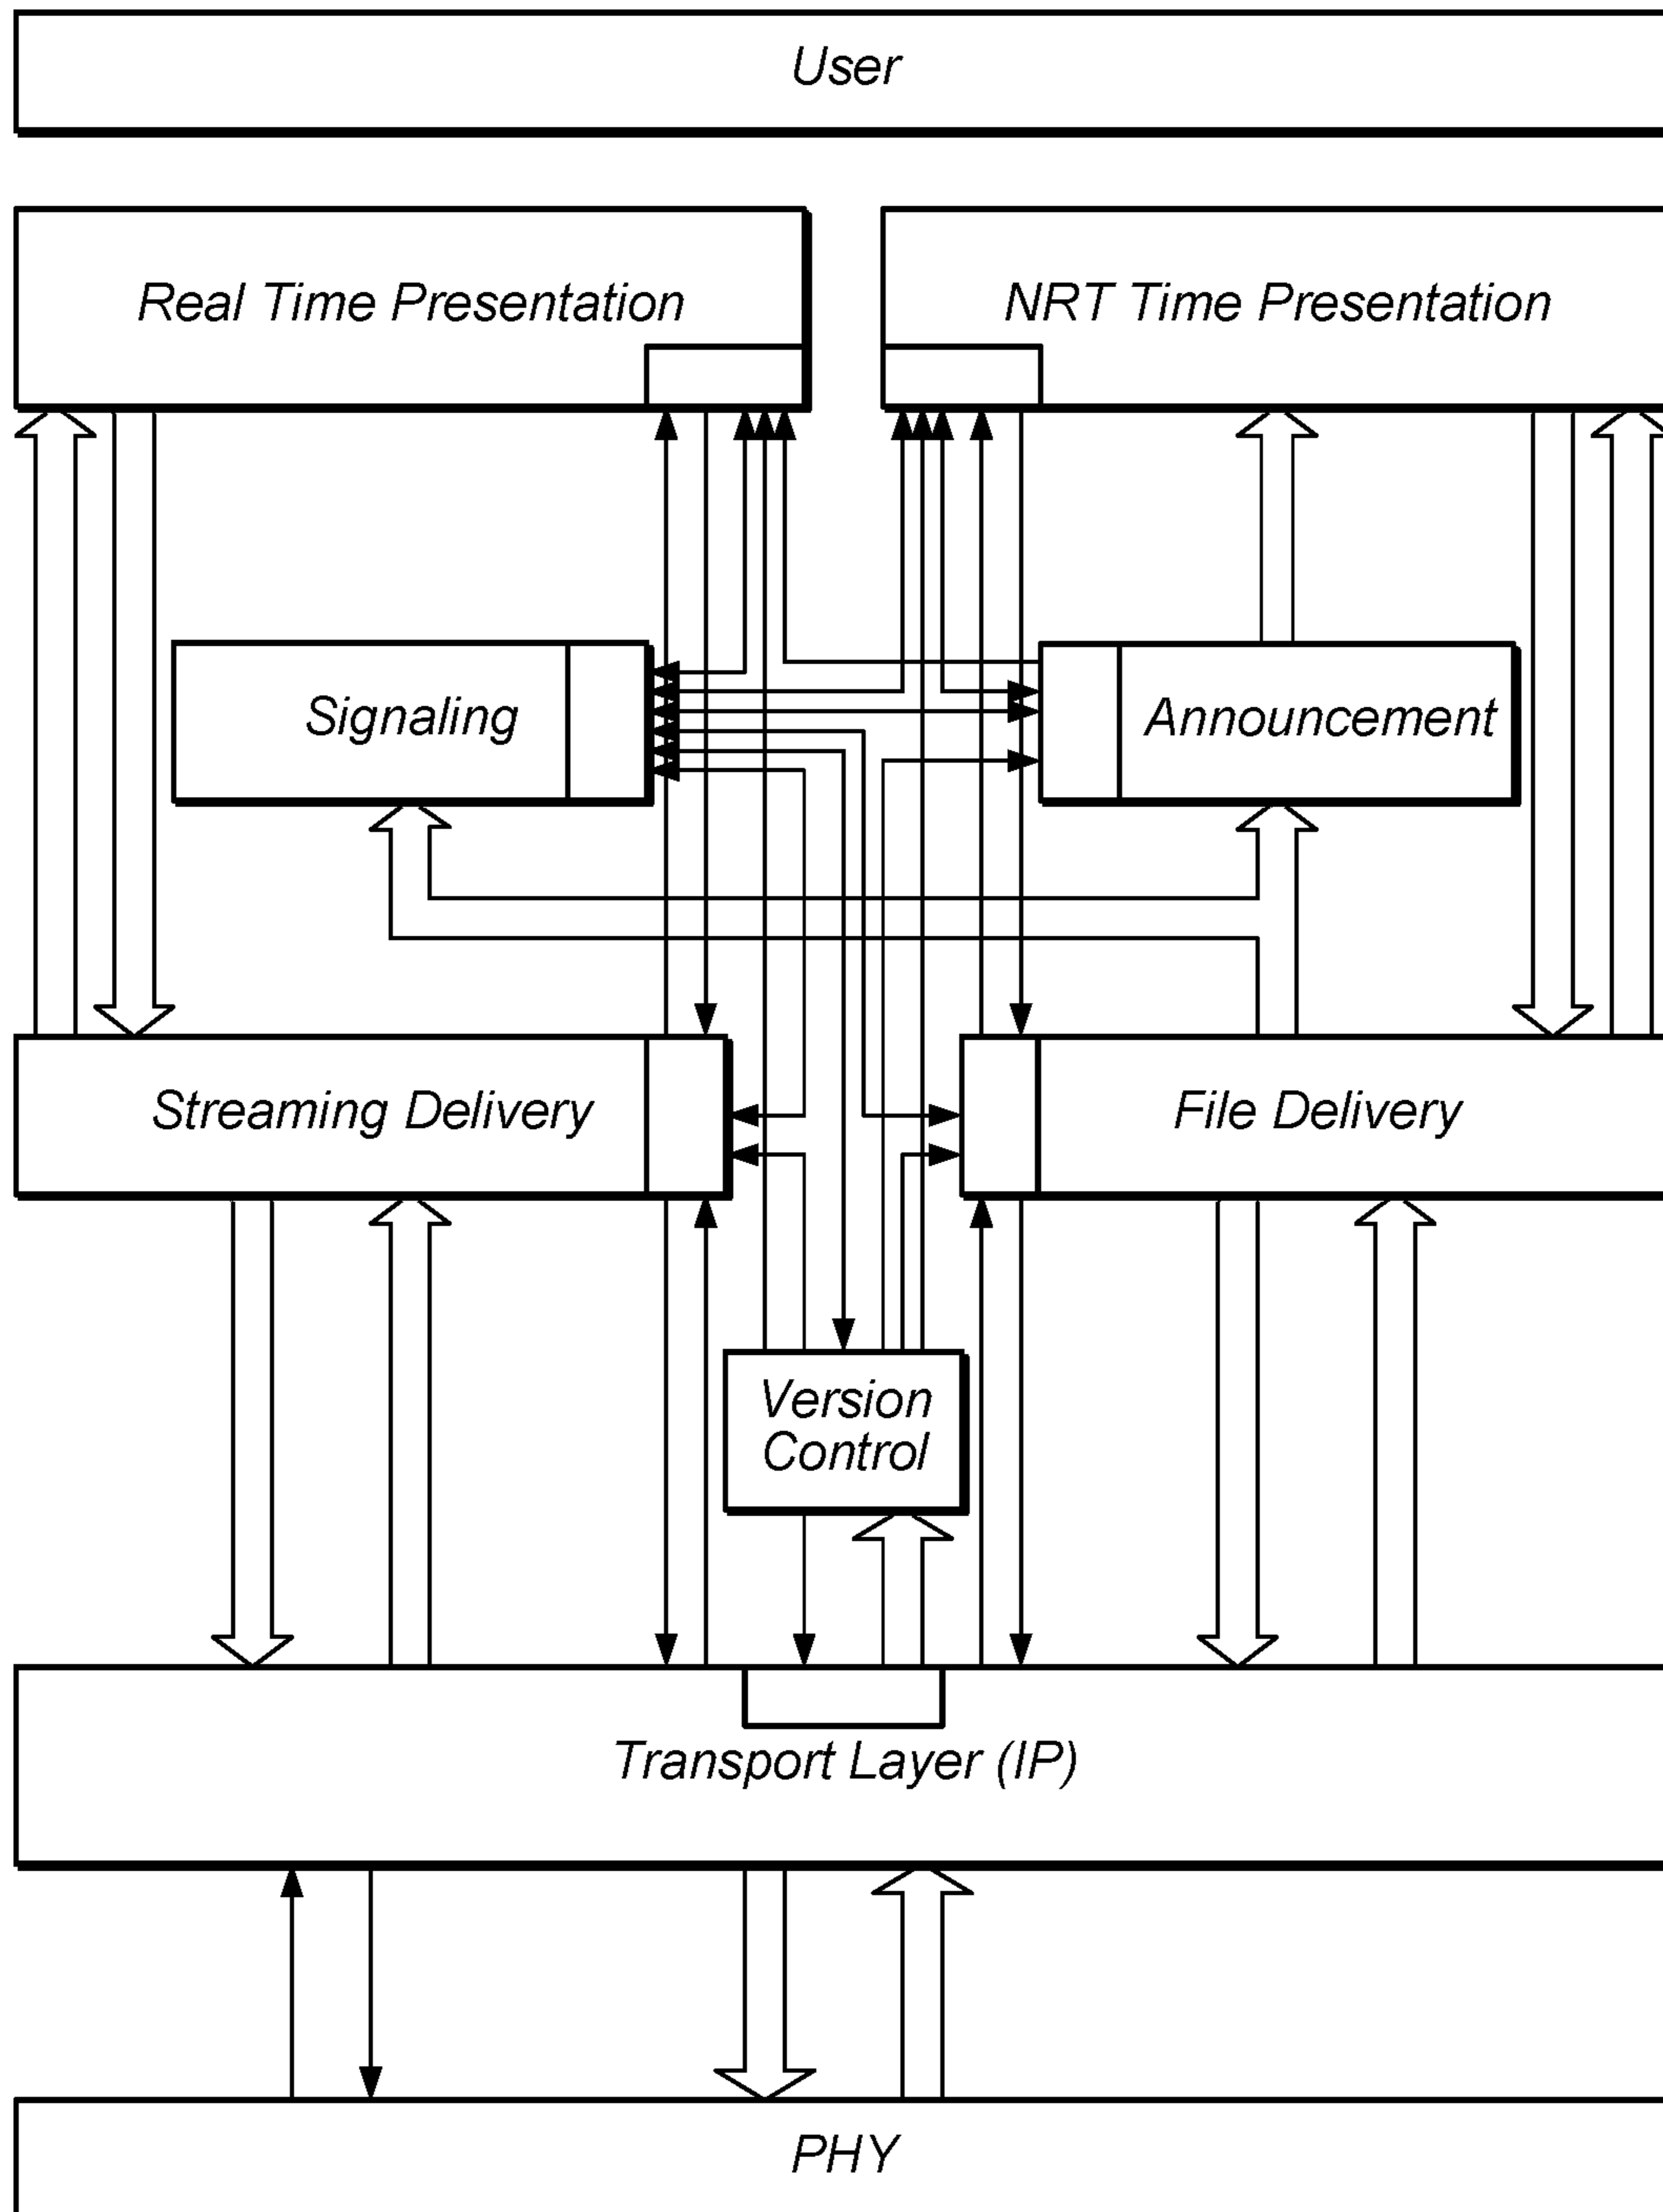 User
Real Time Presentation
NRT Time Presentation
Signaling
Announcement
Streaming Delivery
File Delivery
Version
Control
Transport Layer (IP)
PHY